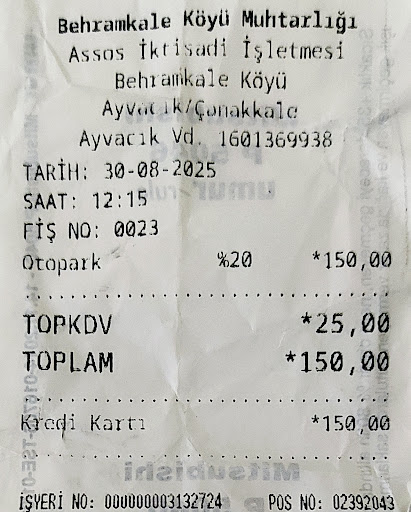 Behramkale Köyü Muhtarlığı
Assos İktisadi İşletmesi
Behramkale Köyü
Ayvacık/Çanakkale
Ayvacık Vd. 1601369938
TARİH: 30-08-2025
SAAT: 12:15
FİŞ NO: 0023
Otopark %20 *150,00
TOPKDV *25,00
TOPLAM *150,00
Kredi Kartı *150,00
İŞYERİ NO: 000000003132724 POS NO: 02392043